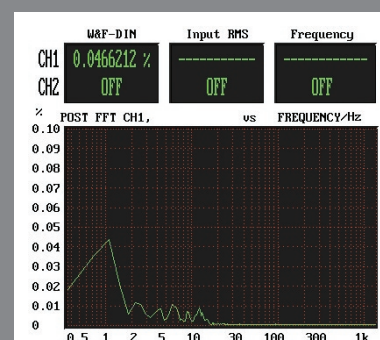 W&F-DIN Input RMS Frequency
CH1 0.0466212 % ----------- -----------
CH2 OFF OFF OFF
% POST FFT CH1, vs FREQUENCY/Hz
0.10
0.09
0.08
0.07
0.06
0.05
0.04
0.03
0.02
0.01
0
0.5 1 2 5 10 30 100 300 1k